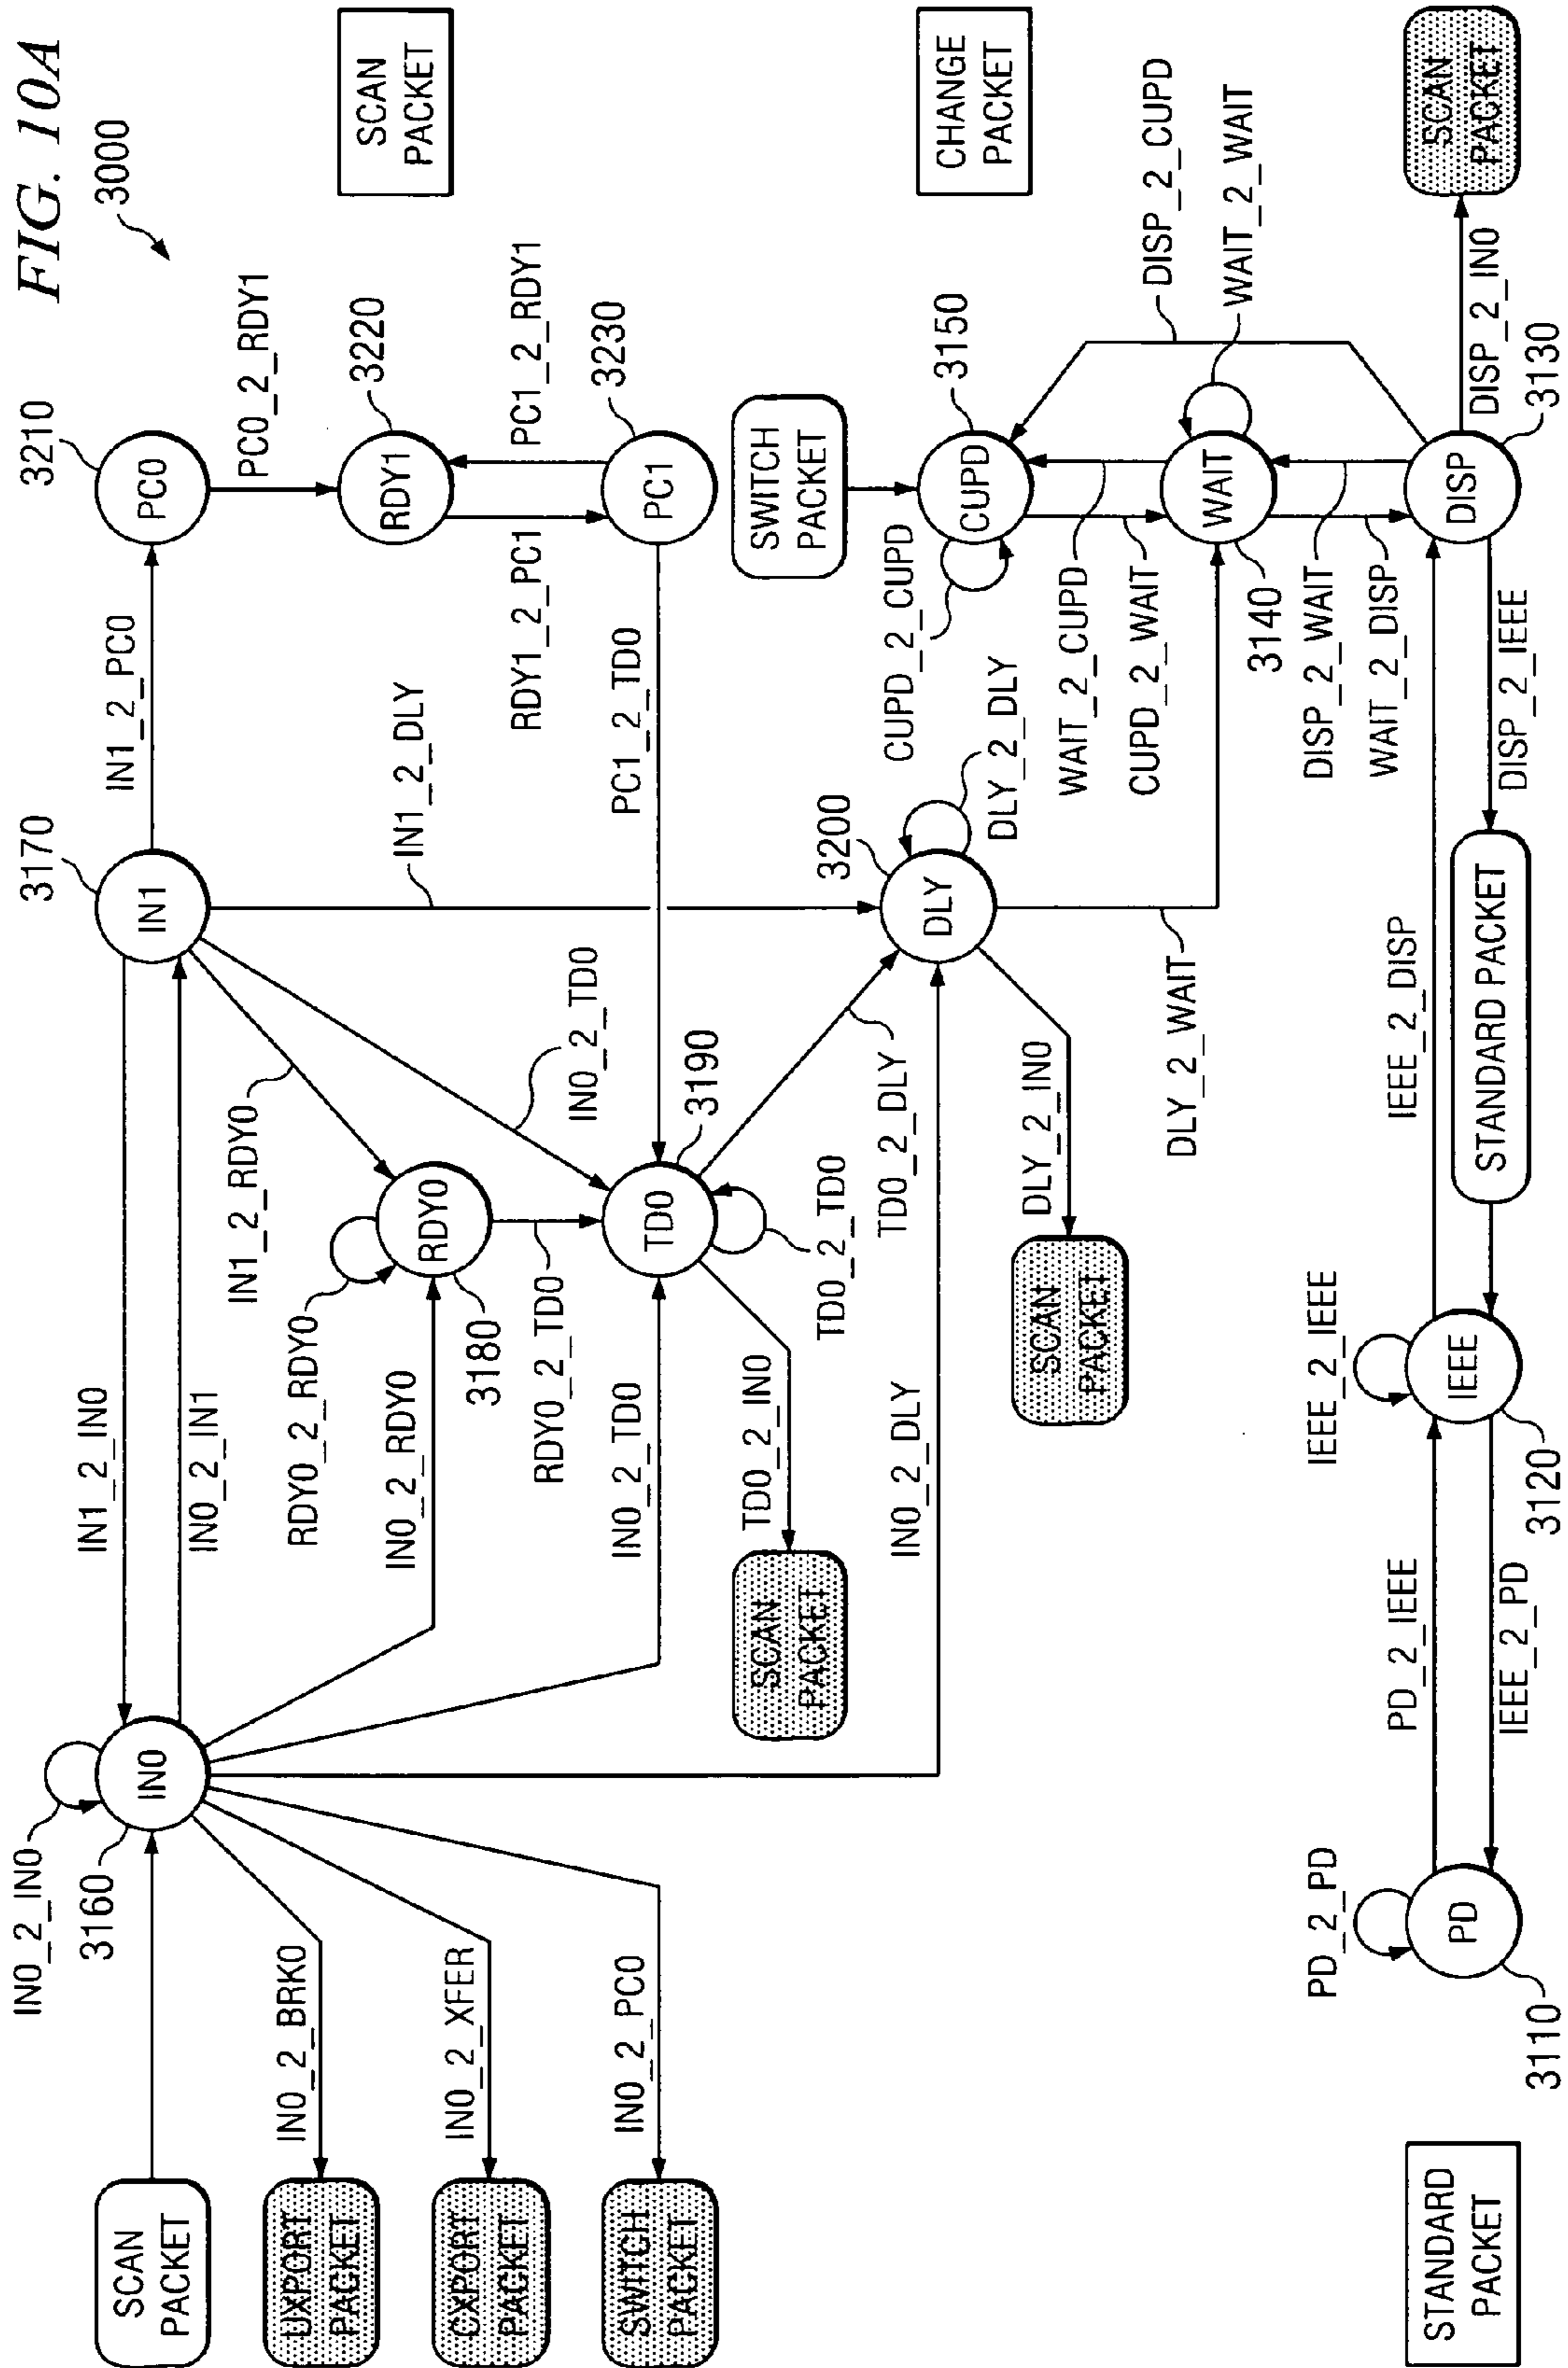 FIG. 10A
3000
SCAN
PACKET
IN0_2_IN0
3160
IN0
IN1_2_IN0
IN0_2_IN1
3170
IN1
IN1_2_PC0
3210
PC0
PC0_2_RDY1
SCAN
PACKET
UXPORT
PACKET
IN0_2_BRK0
CXPORT
PACKET
IN0_2_XFER
SWITCH
PACKET
IN0_2_PC0
IN1_2_RDY0
RDY0_2_RDY0
IN0_2_RDY0
RDY0
3180
RDY0_2_TD0
IN0_2_TD0
IN0_2_TD0
TD0
3190
TD0_2_TD0
TD0_2_IN0
SCAN
PACKET
TD0_2_DLY
IN1_2_DLY
RDY1
3220
RDY1_2_PC1
PC1_2_RDY1
PC1
3230
PC1_2_TD0
IN0_2_DLY
3200
DLY
DLY_2_DLY
DLY_2_IN0
SCAN
PACKET
DLY_2_WAIT
SWITCH
PACKET
CUPD_2_CUPD
CUPD
3150
CHANGE
PACKET
WAIT_2_CUPD
CUPD_2_WAIT
DISP_2_CUPD
WAIT_2_WAIT
WAIT
3140
DISP_2_WAIT
WAIT_2_DISP
STANDARD
PACKET
PD_2_PD
PD
3110
PD_2_IEEE
IEEE_2_PD
IEEE_2_IEEE
IEEE
3120
IEEE_2_DISP
STANDARD PACKET
DISP_2_IEEE
DISP
3130
DISP_2_IN0
SCAN
PACKET